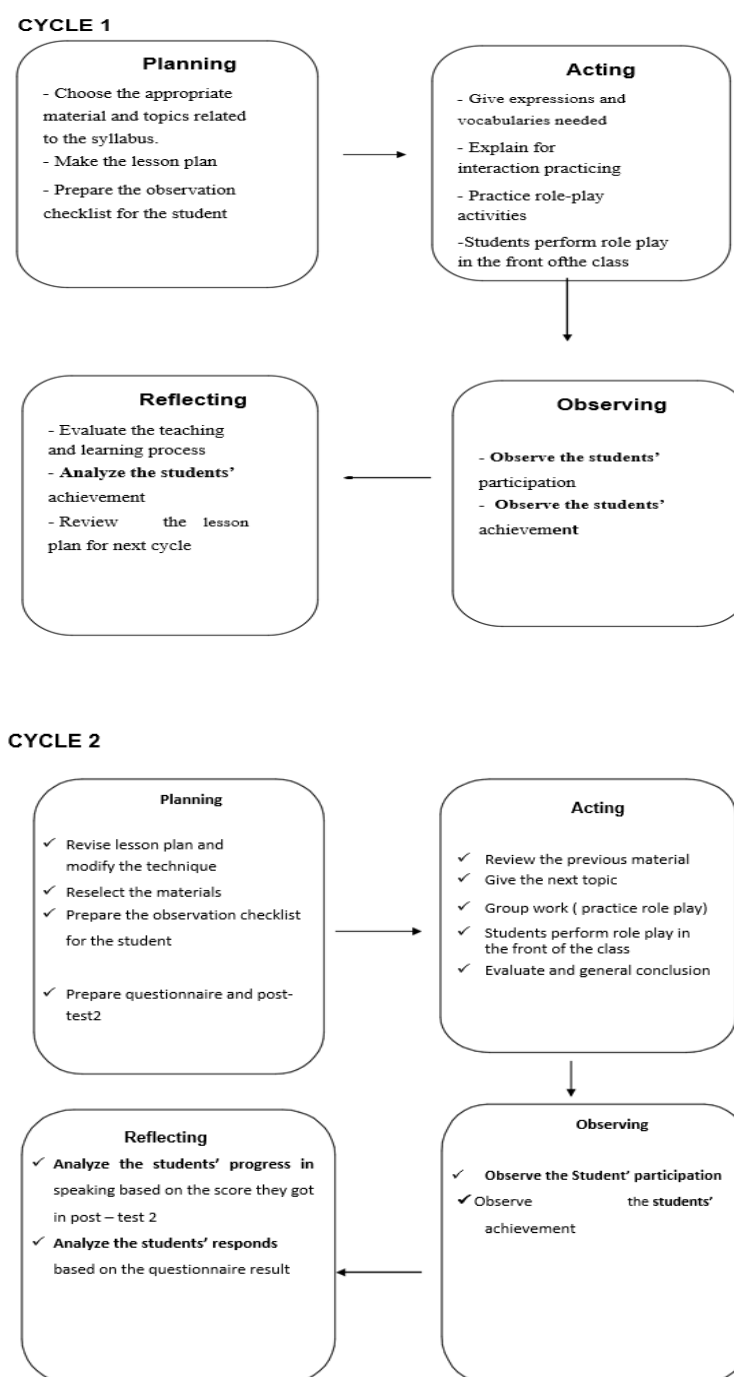 CYCLE 1
Planning
- Choose the appropriate
material and topics related
to the syllabus.
- Make the lesson plan
- Prepare the observation
checklist for the student
Acting
- Give expressions and
vocabularies needed
- Explain for
interaction practicing
- Practice role-play
activities
-Students perform role play
in the front ofthe class
Reflecting
- Evaluate the teaching
and learning process
- Analyze the students’
achievement
- Review the lesson
plan for next cycle
Observing
- Observe the students’
participation
- Observe the students’
achievement
CYCLE 2
Planning
✓ Revise lesson plan and
modify the technique
✓ Reselect the materials
✓ Prepare the observation checklist
for the student
✓ Prepare questionnaire and post-
test2
Acting
✓ Review the previous material
✓ Give the next topic
✓ Group work ( practice role play)
✓ Students perform role play in
the front of the class
✓ Evaluate and general conclusion
Reflecting
✓ Analyze the students’ progress in
speaking based on the score they got
in post – test 2
✓ Analyze the students’ responds
based on the questionnaire result
Observing
✓ Observe the Student’ participation
✓ Observe the students’
achievement